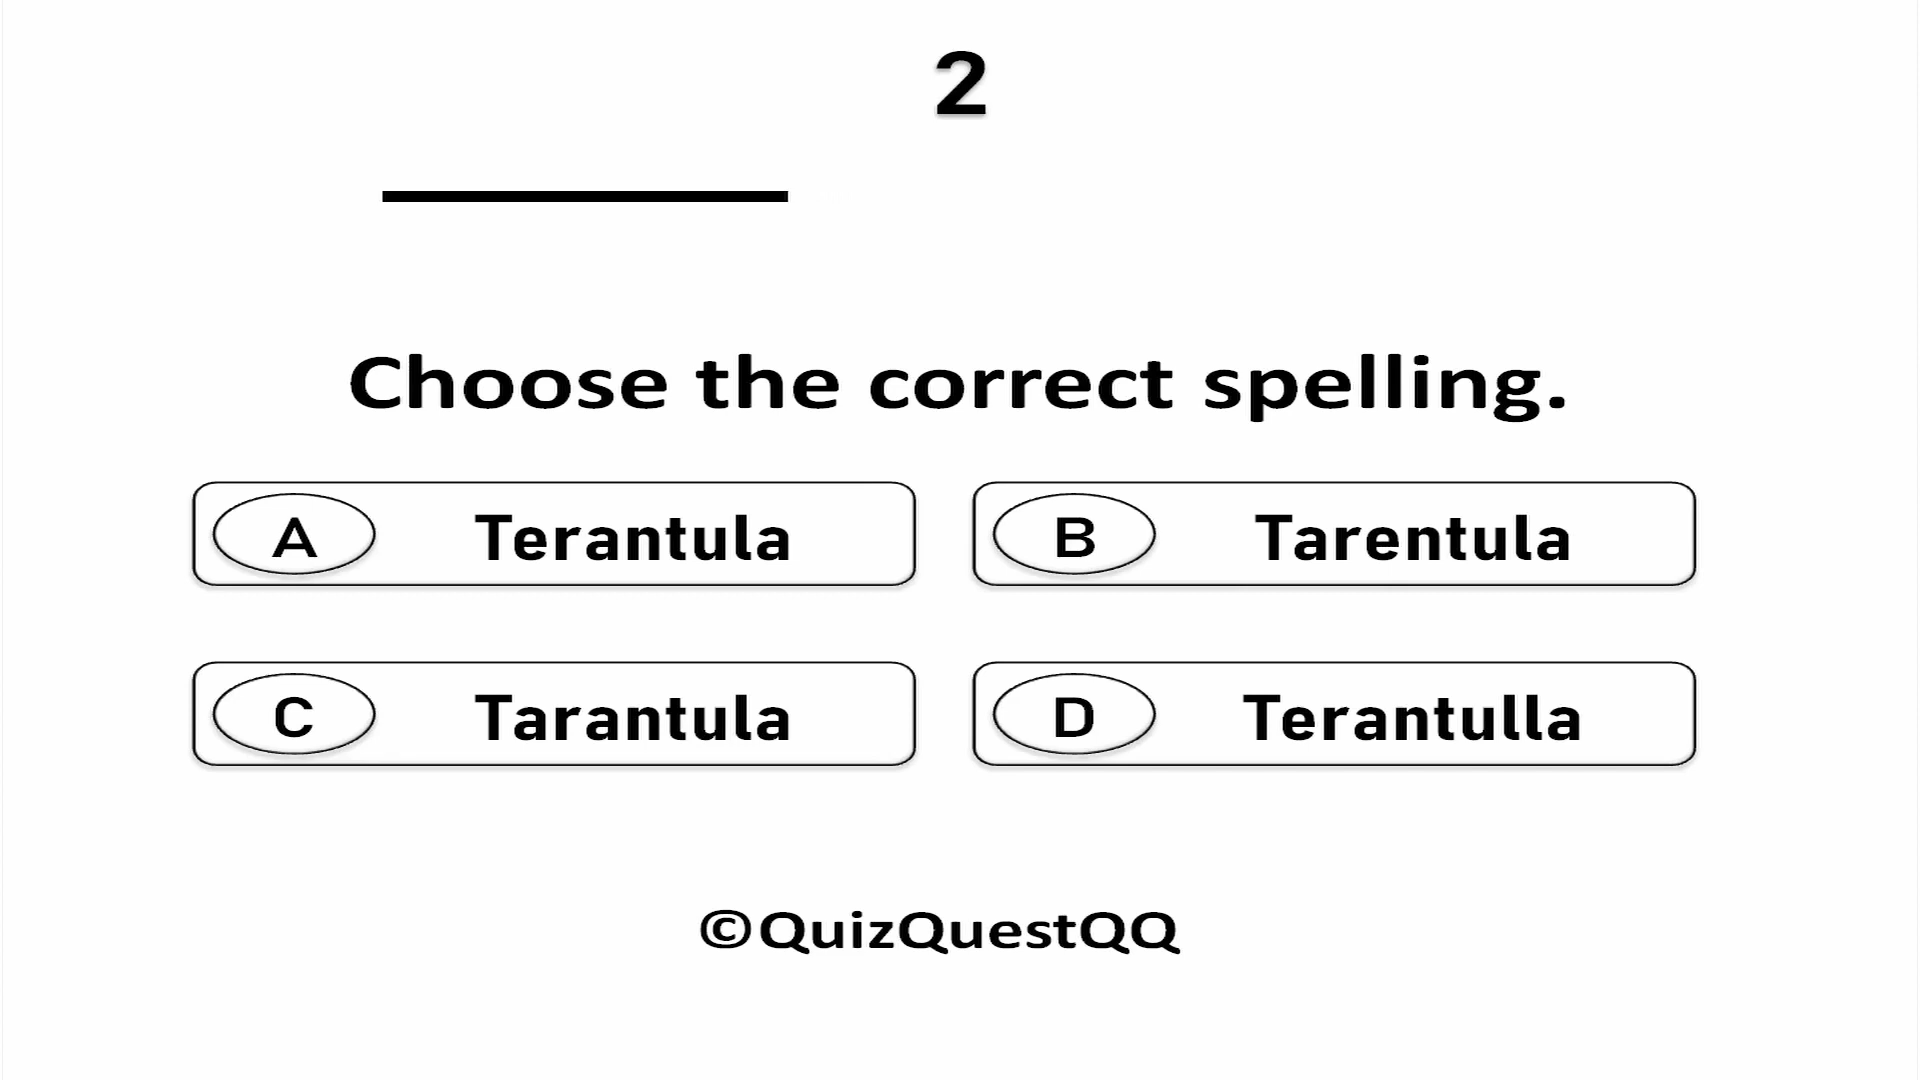 2
Choose the correct spelling.
A Terantula
B Tarentula
C Tarantula
D Terantulla
©QuizQuestQQ